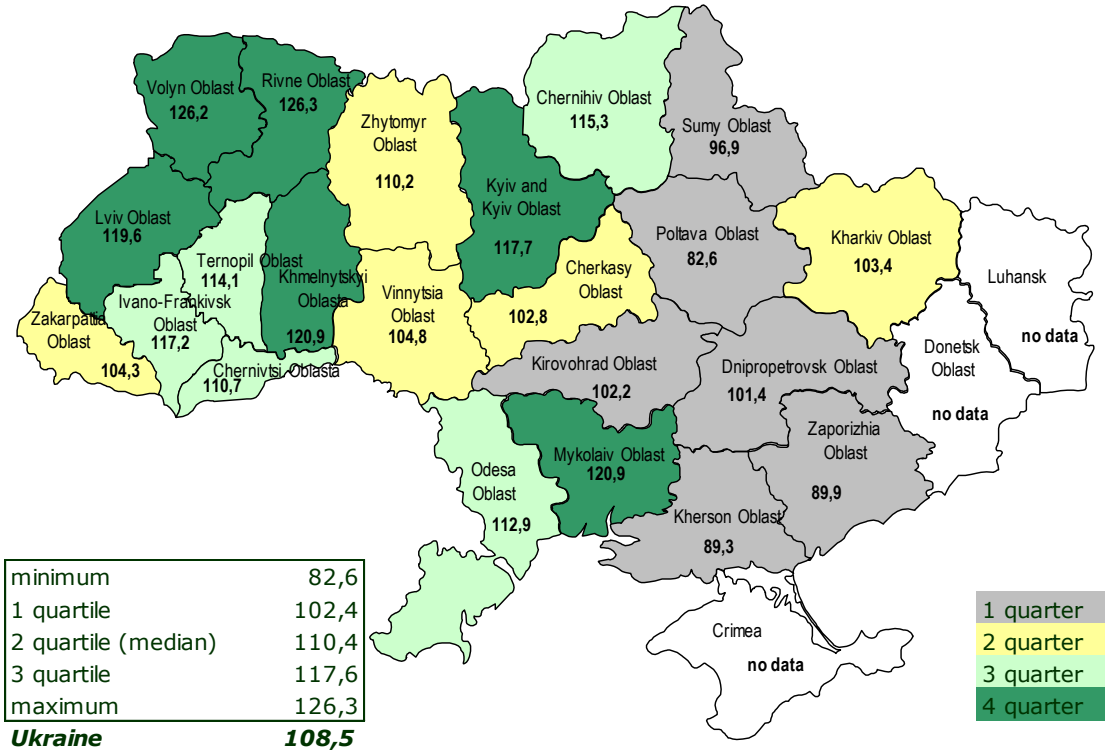 Volyn Oblast
126,2
Rivne Oblast
126,3
Zhytomyr
Oblast
110,2
Chernihiv Oblast
115,3
Sumy Oblast
96,9
Kyiv and
Kyiv Oblast
117,7
Lviv Oblast
119,6
Ternopil Oblast
114,1
Khmelnytskyi
Oblasta
120,9
Poltava Oblast
82,6
Kharkiv Oblast
103,4
Luhansk
no data
Ivano-Frankivsk
Oblast
117,2
Zakarpatia
Oblast
104,3
Chernivtsi Oblasta
110,7
Vinnytsia
Oblast
104,8
Cherkasy
Oblast
102,8
Kirovohrad Oblast
102,2
Dnipropetrovsk Oblast
101,4
Donetsk
Oblast
no data
Zaporizhia
Oblast
89,9
Mykolaiv Oblast
120,9
Odesa
Oblast
112,9
Kherson Oblast
89,3
Crimea
no data
minimum 82,6
1 quartile 102,4
2 quartile (median) 110,4
3 quartile 117,6
maximum 126,3
Ukraine 108,5
1 quarter
2 quarter
3 quarter
4 quarter